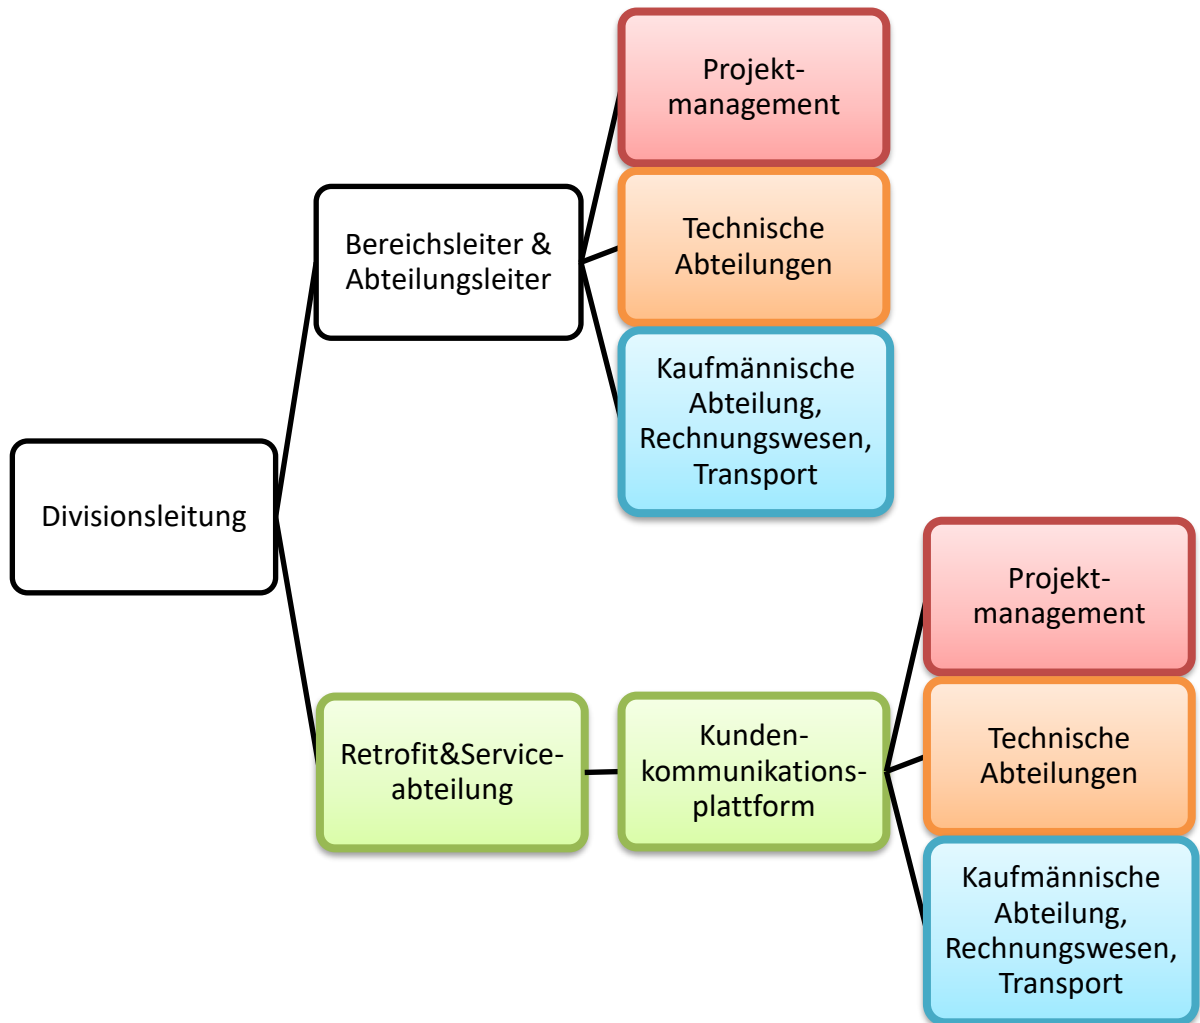 Projekt-
management
Technische
Abteilungen
Bereichsleiter &
Abteilungsleiter
Kaufmännische
Abteilung,
Rechnungswesen,
Transport
Divisionsleitung
Projekt-
management
Retrofit&Service-
abteilung
Kunden-
kommunikations-
plattform
Technische
Abteilungen
Kaufmännische
Abteilung,
Rechnungswesen,
Transport